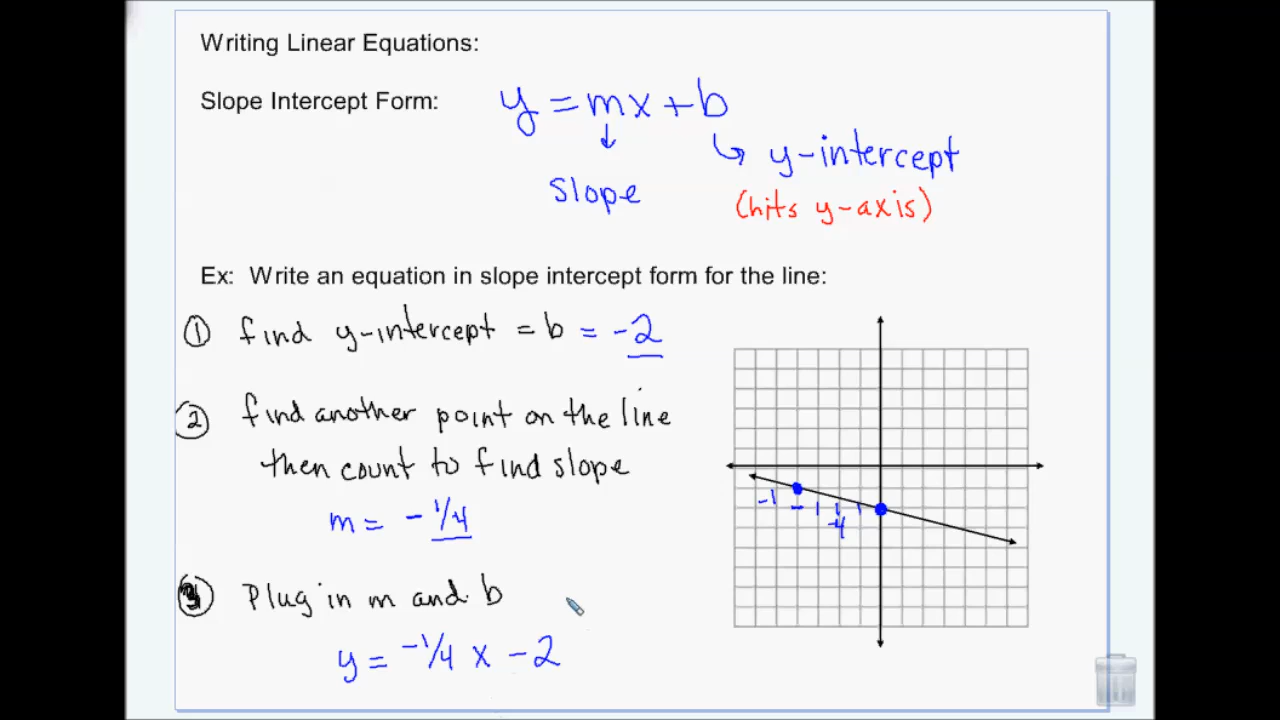 Writing Linear Equations:
Slope Intercept Form: y = mx + b
slope
y-intercept
(hits y-axis)
Ex: Write an equation in slope intercept form for the line:
① find y-intercept = b = -2
② find another point on the line
then count to find slope
m = -1/4
③ Plug in m and b
y = -1/4 x - 2
-1
-4